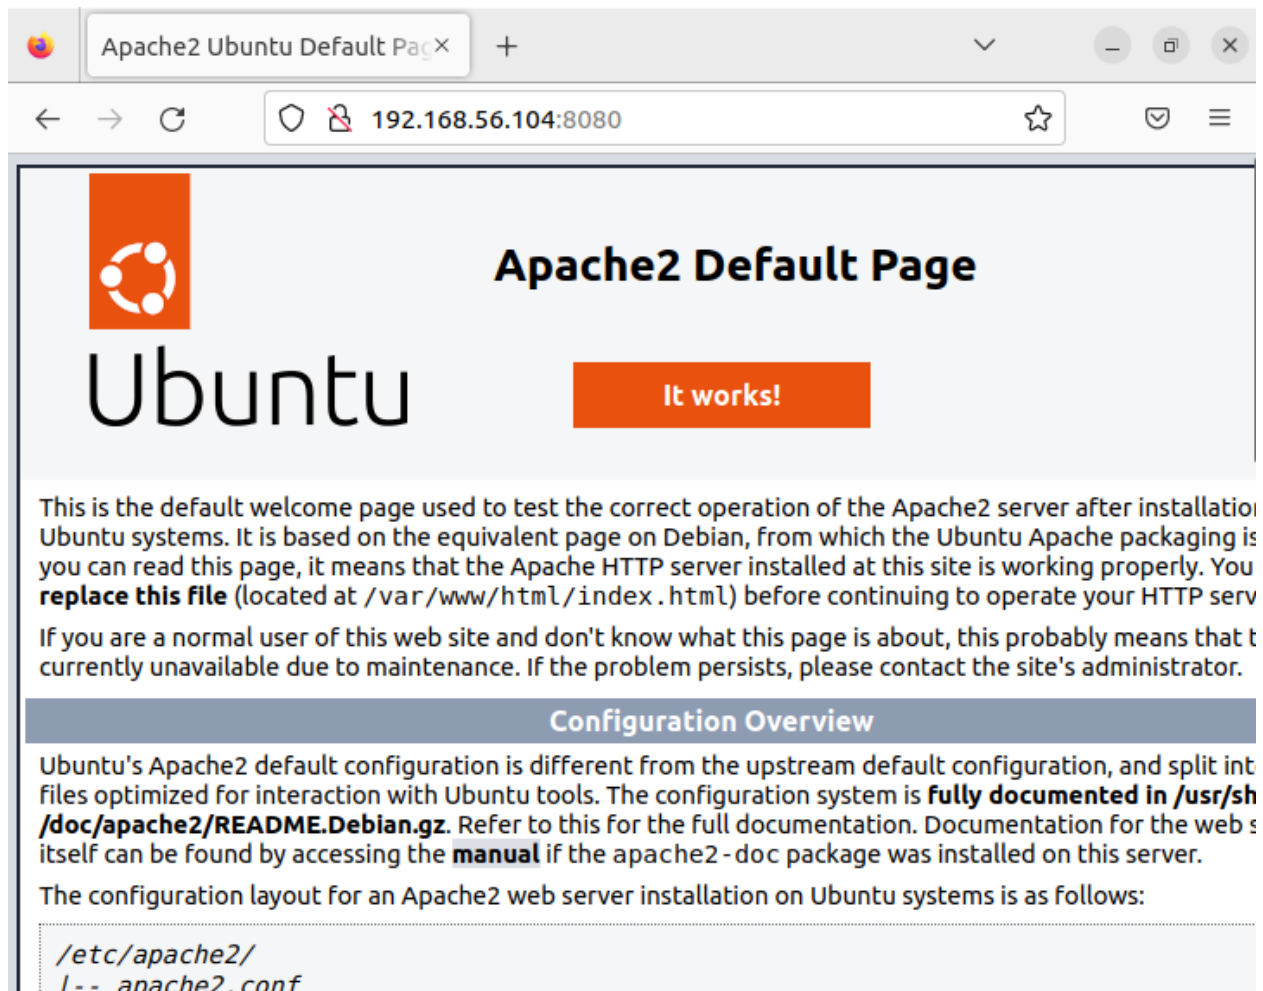 Apache2 Ubuntu Default Pag
192.168.56.104:8080
Apache2 Default Page
Ubuntu
It works!
This is the default welcome page used to test the correct operation of the Apache2 server after installation
Ubuntu systems. It is based on the equivalent page on Debian, from which the Ubuntu Apache packaging is
you can read this page, it means that the Apache HTTP server installed at this site is working properly. You
replace this file (located at /var/www/html/index.html) before continuing to operate your HTTP serv
If you are a normal user of this web site and don't know what this page is about, this probably means that t
currently unavailable due to maintenance. If the problem persists, please contact the site's administrator.
Configuration Overview
Ubuntu's Apache2 default configuration is different from the upstream default configuration, and split int
files optimized for interaction with Ubuntu tools. The configuration system is fully documented in /usr/sh
/doc/apache2/README.Debian.gz. Refer to this for the full documentation. Documentation for the web s
itself can be found by accessing the manual if the apache2-doc package was installed on this server.
The configuration layout for an Apache2 web server installation on Ubuntu systems is as follows:
/etc/apache2/
|-- apache2.conf